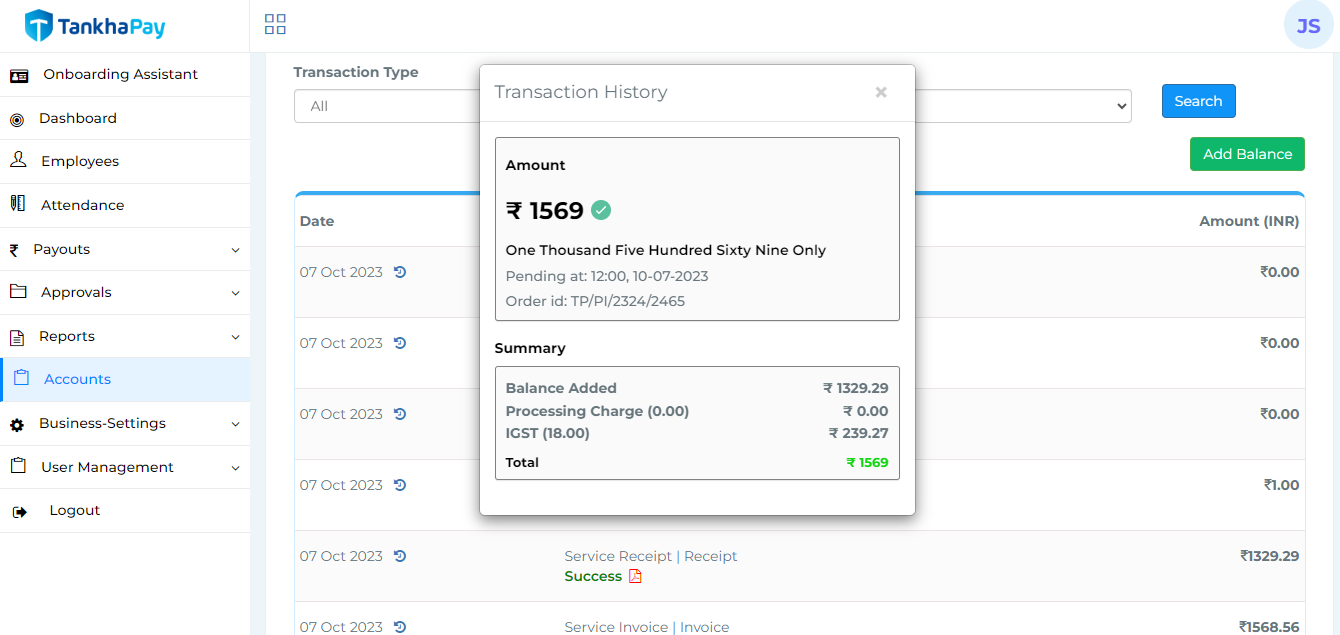 TankhaPay
JS
Onboarding Assistant
Dashboard
Employees
Attendance
₹ Payouts
Approvals
Reports
Accounts
Business-Settings
User Management
Logout
Transaction Type
All
Search
Add Balance
Date
Amount (INR)
07 Oct 2023
₹0.00
07 Oct 2023
₹0.00
07 Oct 2023
₹0.00
07 Oct 2023
₹1.00
07 Oct 2023
Service Receipt | Receipt
Success
₹1329.29
07 Oct 2023
Service Invoice | Invoice
₹1568.56
Transaction History
×
Amount
₹ 1569
One Thousand Five Hundred Sixty Nine Only
Pending at: 12:00, 10-07-2023
Order id: TP/PI/2324/2465
Summary
Balance Added ₹ 1329.29
Processing Charge (0.00) ₹ 0.00
IGST (18.00) ₹ 239.27
Total ₹ 1569